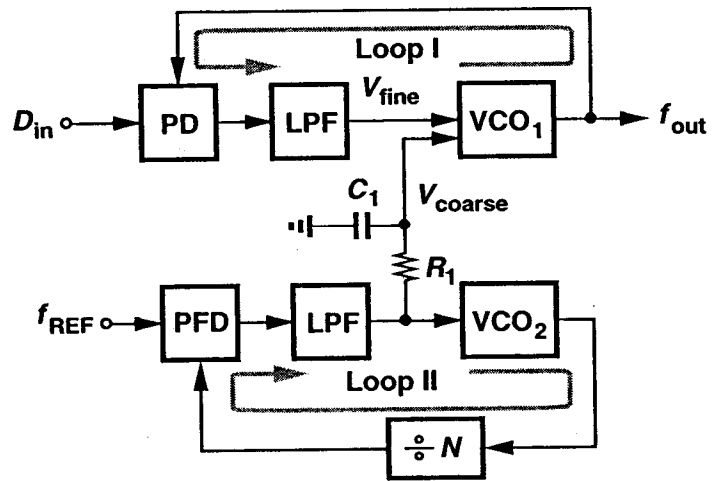 Loop I
D_in
PD
LPF
V_fine
VCO_1
f_out
C_1
V_coarse
R_1
f_REF
PFD
LPF
VCO_2
Loop II
÷ N